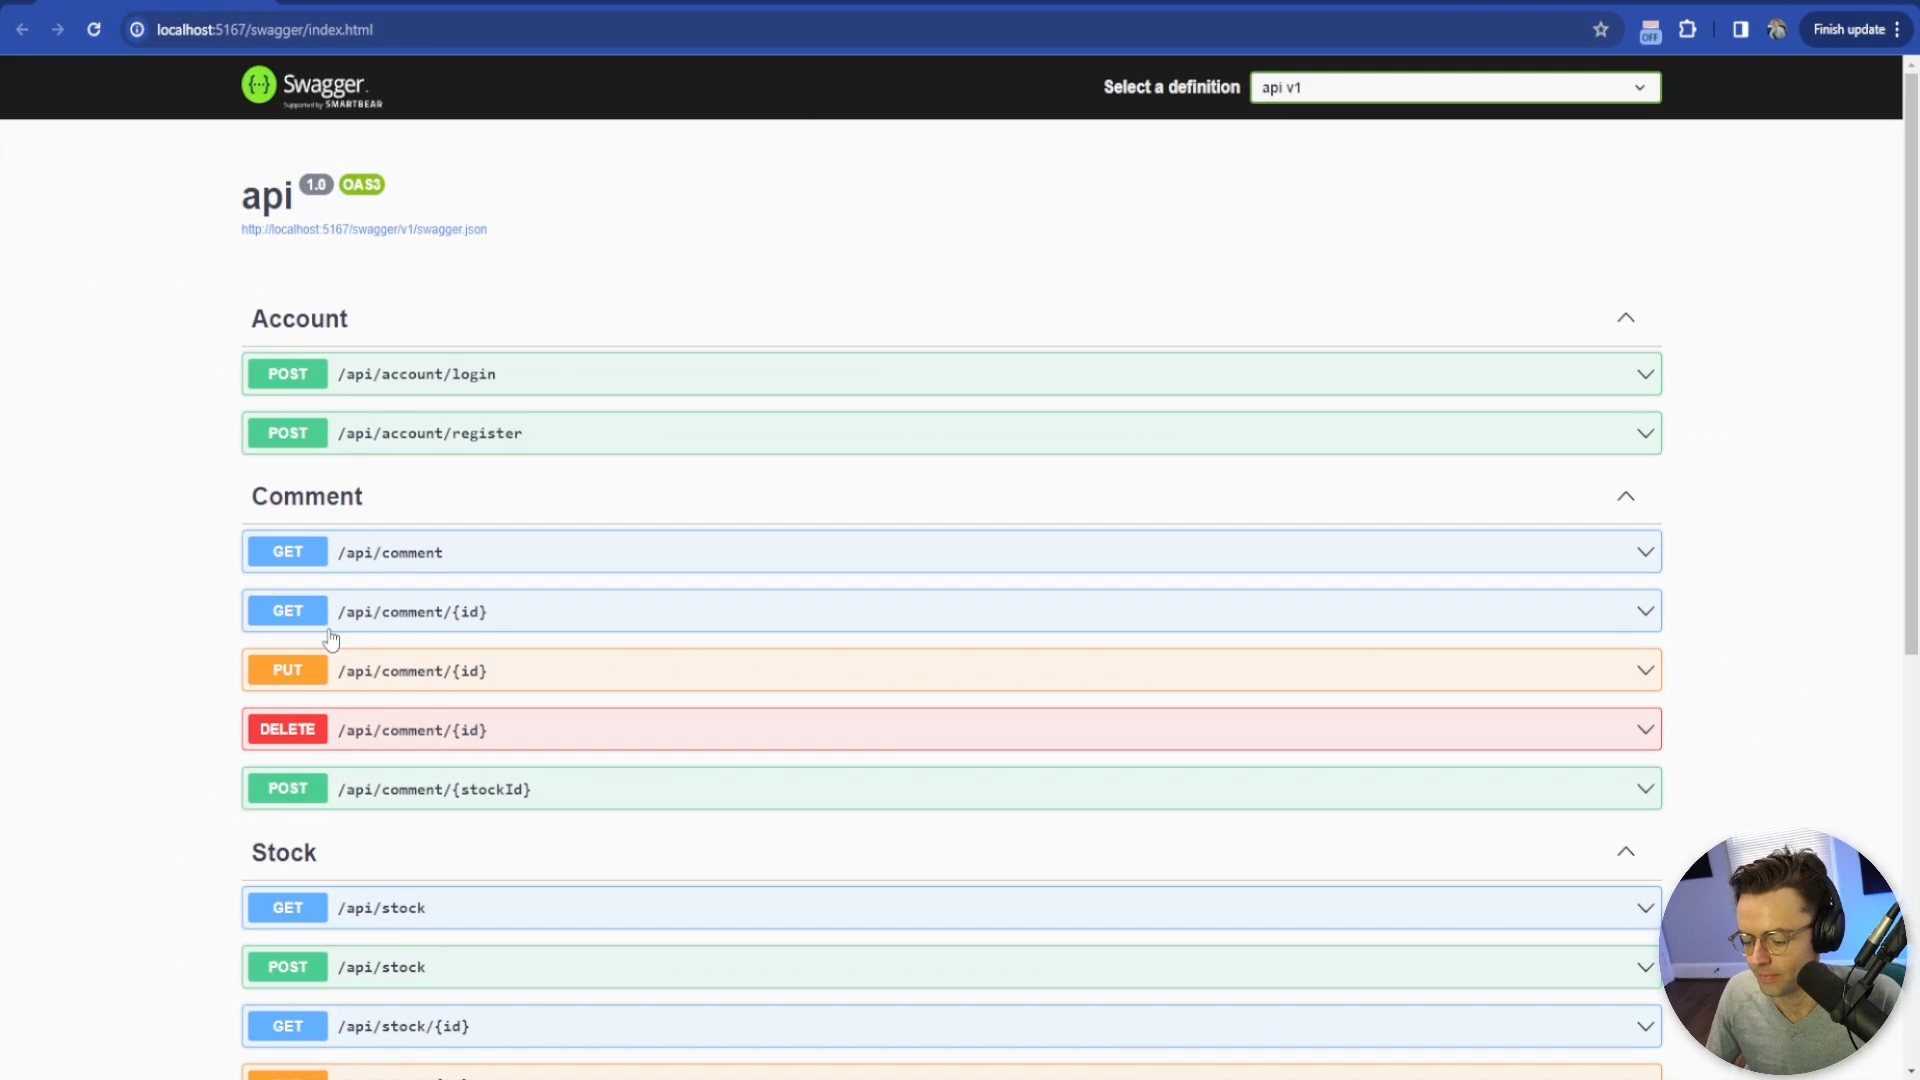 localhost:5167/swagger/index.html
OFF
Finish update
Swagger.
Supported by SMARTBEAR
Select a definition
api v1
api 1.0 OAS3
http://localhost:5167/swagger/v1/swagger.json
Account
POST /api/account/login
POST /api/account/register
Comment
GET /api/comment
GET /api/comment/{id}
PUT /api/comment/{id}
DELETE /api/comment/{id}
POST /api/comment/{stockId}
Stock
GET /api/stock
POST /api/stock
GET /api/stock/{id}